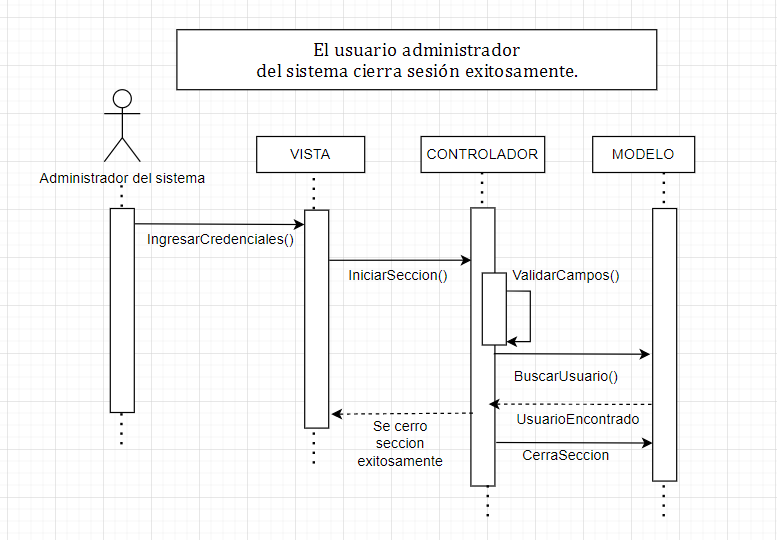 El usuario administrador
del sistema cierra sesión exitosamente.
Administrador del sistema
VISTA
CONTROLADOR
MODELO
IngresarCredenciales()
IniciarSeccion()
ValidarCampos()
BuscarUsuario()
UsuarioEncontrado
Se cerro
seccion
exitosamente
CerraSeccion